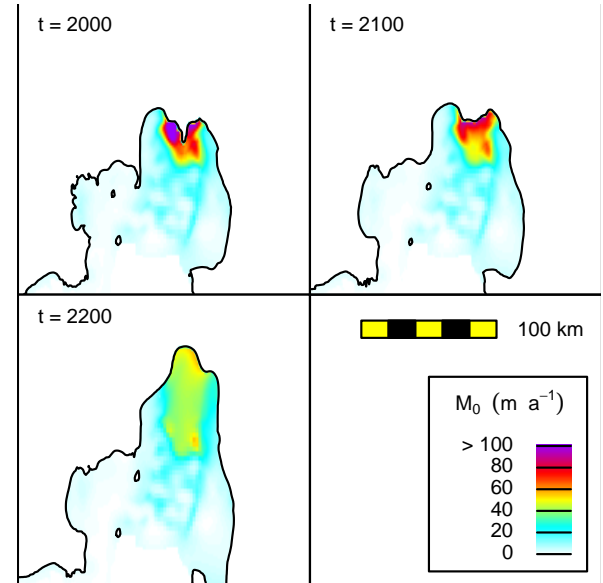 t = 2000
t = 2100
t = 2200
100 km
M₀ (m a⁻¹)
> 100
80
60
40
20
0